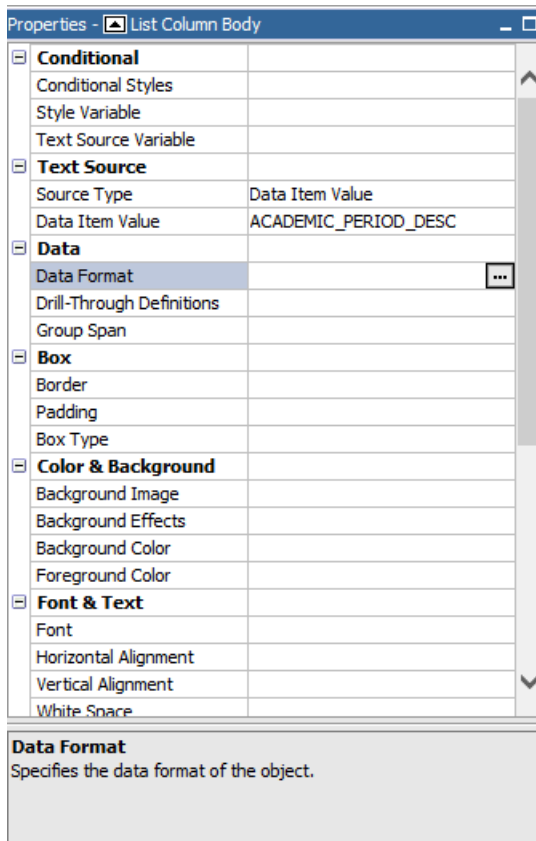 Properties - List Column Body
Conditional
Conditional Styles
Style Variable
Text Source Variable
Text Source
Source Type Data Item Value
Data Item Value ACADEMIC_PERIOD_DESC
Data
Data Format ...
Drill-Through Definitions
Group Span
Box
Border
Padding
Box Type
Color & Background
Background Image
Background Effects
Background Color
Foreground Color
Font & Text
Font
Horizontal Alignment
Vertical Alignment
White Space
Data Format
Specifies the data format of the object.